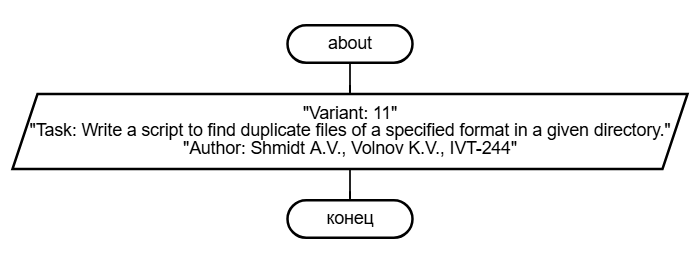 about
"Variant: 11"
"Task: Write a script to find duplicate files of a specified format in a given directory."
"Author: Shmidt A.V., Volnov K.V., IVT-244"
конец